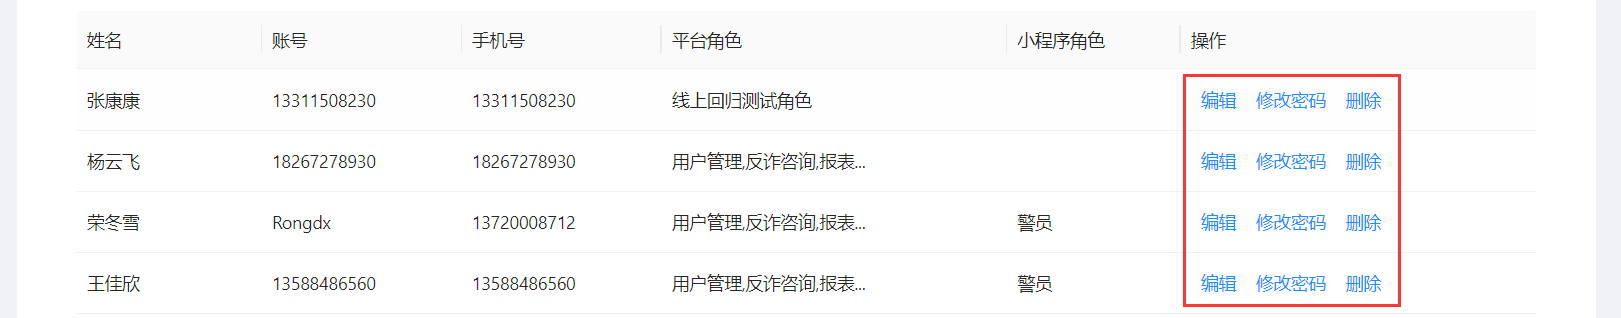 姓名 账号 手机号 平台角色 小程序角色 操作
张康康 13311508230 13311508230 线上回归测试角色 编辑 修改密码 删除
杨云飞 18267278930 18267278930 用户管理,反诈咨询,报表... 编辑 修改密码 删除
荣冬雪 Rongdx 13720008712 用户管理,反诈咨询,报表... 警员 编辑 修改密码 删除
王佳欣 13588486560 13588486560 用户管理,反诈咨询,报表... 警员 编辑 修改密码 删除